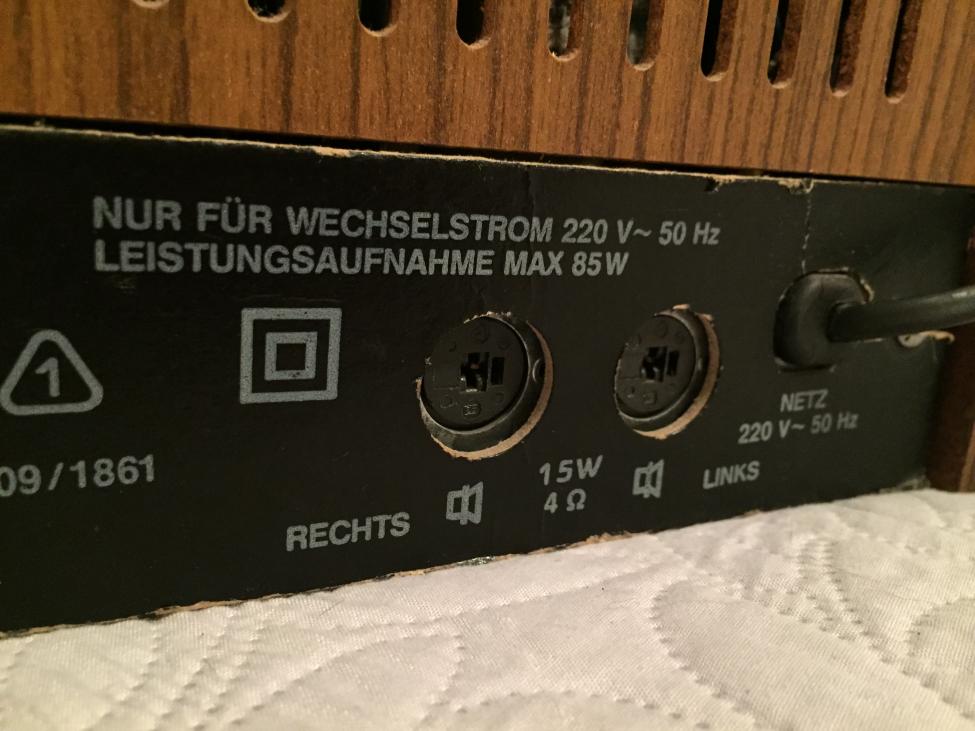 NUR FÜR WECHSELSTROM 220 V~ 50 Hz
LEISTUNGSAUFNAHME MAX 85W
1
09/1861
RECHTS
15W
4 Ω
LINKS
NETZ
220 V~ 50 Hz